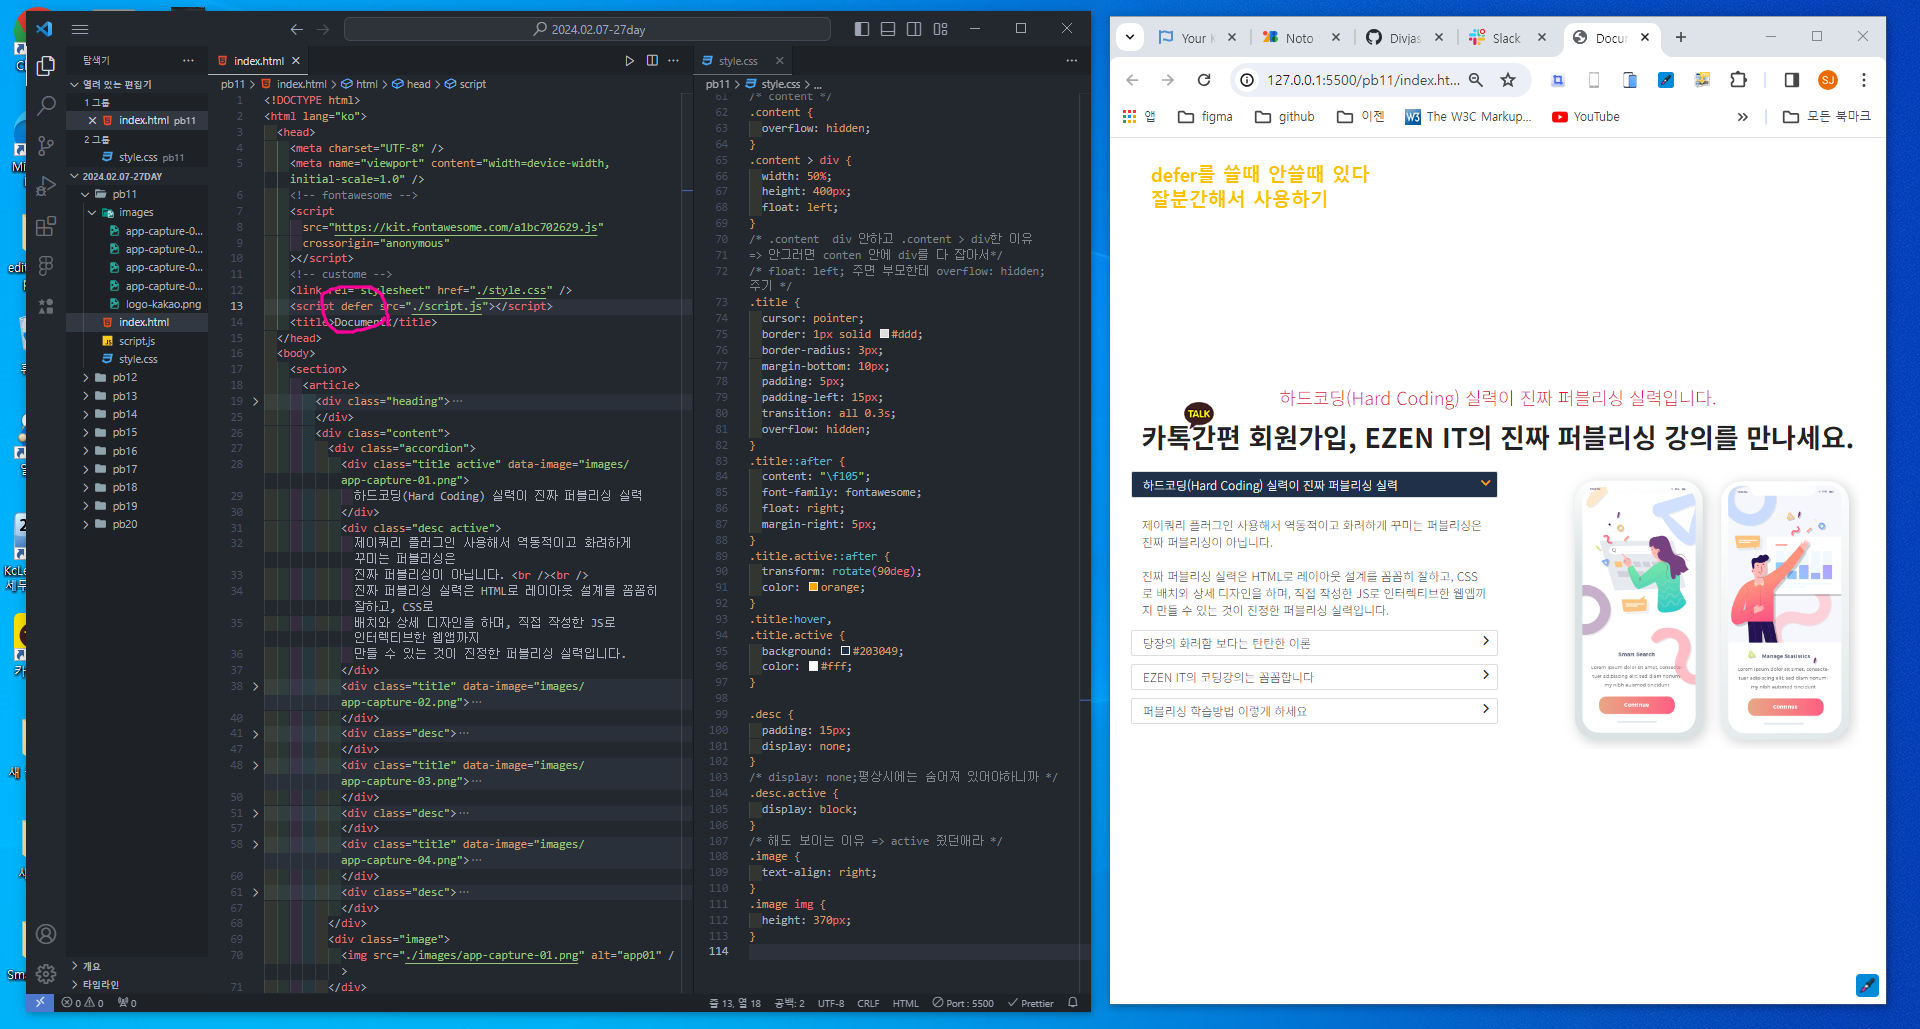 2024.02.07-27day
탐색기
열려 있는 편집기
1그룹
index.html pb11
2그룹
style.css pb11
2024.02.07-27DAY
pb11
images
app-capture-0...
app-capture-0...
app-capture-0...
app-capture-0...
logo-kakao.png
index.html
script.js
style.css
pb12
pb13
pb14
pb15
pb16
pb17
pb18
pb19
pb20
개요
타임라인
index.html
pb11 > index.html > html > head > script
1 <!DOCTYPE html>
2 <html lang="ko">
3 <head>
4 <meta charset="UTF-8" />
5 <meta name="viewport" content="width=device-width,
initial-scale=1.0" />
6 <!-- fontawesome -->
7 <script
8 src="https://kit.fontawesome.com/a1bc702629.js"
9 crossorigin="anonymous"
10 ></script>
11 <!-- custome -->
12 <link rel="stylesheet" href="./style.css" />
13 <script defer src="./script.js"></script>
14 <title>Document</title>
15 </head>
16 <body>
17 <section>
18 <article>
19 <div class="heading">…
25 </div>
26 <div class="content">
27 <div class="accordion">
28 <div class="title active" data-image="images/
app-capture-01.png">
29 하드코딩(Hard Coding) 실력이 진짜 퍼블리싱 실력
30 </div>
31 <div class="desc active">
32 제이쿼리 플러그인 사용해서 역동적이고 화려하게
꾸미는 퍼블리싱은
33 진짜 퍼블리싱이 아닙니다. <br /><br />
34 진짜 퍼블리싱 실력은 HTML로 레이아웃 설계를 꼼꼼히
잘하고, CSS로
35 배치와 상세 디자인을 하며, 직접 작성한 JS로
인터렉티브한 웹앱까지
36 만들 수 있는 것이 진정한 퍼블리싱 실력입니다.
37 </div>
38 <div class="title" data-image="images/
app-capture-02.png">…
40 </div>
41 <div class="desc">…
47 </div>
48 <div class="title" data-image="images/
app-capture-03.png">…
50 </div>
51 <div class="desc">…
57 </div>
58 <div class="title" data-image="images/
app-capture-04.png">…
60 </div>
61 <div class="desc">…
67 </div>
68 </div>
69 <div class="image">
70 <img src="./images/app-capture-01.png" alt="app01" /
>
71 </div>
style.css
pb11 > style.css > ...
61 /* content */
62 .content {
63 overflow: hidden;
64 }
65 .content > div {
66 width: 50%;
67 height: 400px;
68 float: left;
69 }
70 /* .content div 안하고 .content > div한 이유
71 => 안그러면 conten 안에 div를 다 잡아서*/
72 /* float: left; 주면 부모한테 overflow: hidden;
주기 */
73 .title {
74 cursor: pointer;
75 border: 1px solid #ddd;
76 border-radius: 3px;
77 margin-bottom: 10px;
78 padding: 5px;
79 padding-left: 15px;
80 transition: all 0.3s;
81 overflow: hidden;
82 }
83 .title::after {
84 content: "\f105";
85 font-family: fontawesome;
86 float: right;
87 margin-right: 5px;
88 }
89 .title.active::after {
90 transform: rotate(90deg);
91 color: orange;
92 }
93 .title:hover,
94 .title.active {
95 background: #203049;
96 color: #fff;
97 }
98
99 .desc {
100 padding: 15px;
101 display: none;
102 }
103 /* display: none;평상시에는 숨어져 있어야하니까 */
104 .desc.active {
105 display: block;
106 }
107 /* 해도 보이는 이유 => active 줬던애라 */
108 .image {
109 text-align: right;
110 }
111 .image img {
112 height: 370px;
113 }
114
0 0 0
줄 13, 열 18 공백: 2 UTF-8 CRLF HTML Port : 5500 Prettier
Your Noto Divjas Slack Docur
127.0.0.1:5500/pb11/index.ht...
SJ
앱 figma github 이젠 The W3C Markup... YouTube » 모든 북마크
defer를 쓸때 안쓸때 있다
잘분간해서 사용하기
하드코딩(Hard Coding) 실력이 진짜 퍼블리싱 실력입니다.
TALK
카톡간편 회원가입, EZEN IT의 진짜 퍼블리싱 강의를 만나세요.
하드코딩(Hard Coding) 실력이 진짜 퍼블리싱 실력
제이쿼리 플러그인 사용해서 역동적이고 화려하게 꾸미는 퍼블리싱은
진짜 퍼블리싱이 아닙니다.
진짜 퍼블리싱 실력은 HTML로 레이아웃 설계를 꼼꼼히 잘하고, CSS
로 배치와 상세 디자인을 하며, 직접 작성한 JS로 인터렉티브한 웹앱까
지 만들 수 있는 것이 진정한 퍼블리싱 실력입니다.
당장의 화려함 보다는 탄탄한 이론
EZEN IT의 코딩강의는 꼼꼼합니다
퍼블리싱 학습방법 이렇게 하세요
Smart Search
Lorem ipsum dolor sit amet, consecte-
tuer adipiscing elit, sed diam nonum-
my nibh euismod tincidunt
Continue
Manage Statistics
Lorem ipsum dolor sit amet, consecte-
tuer adipiscing elit, sed diam nonum-
my nibh euismod tincidunt
Continue